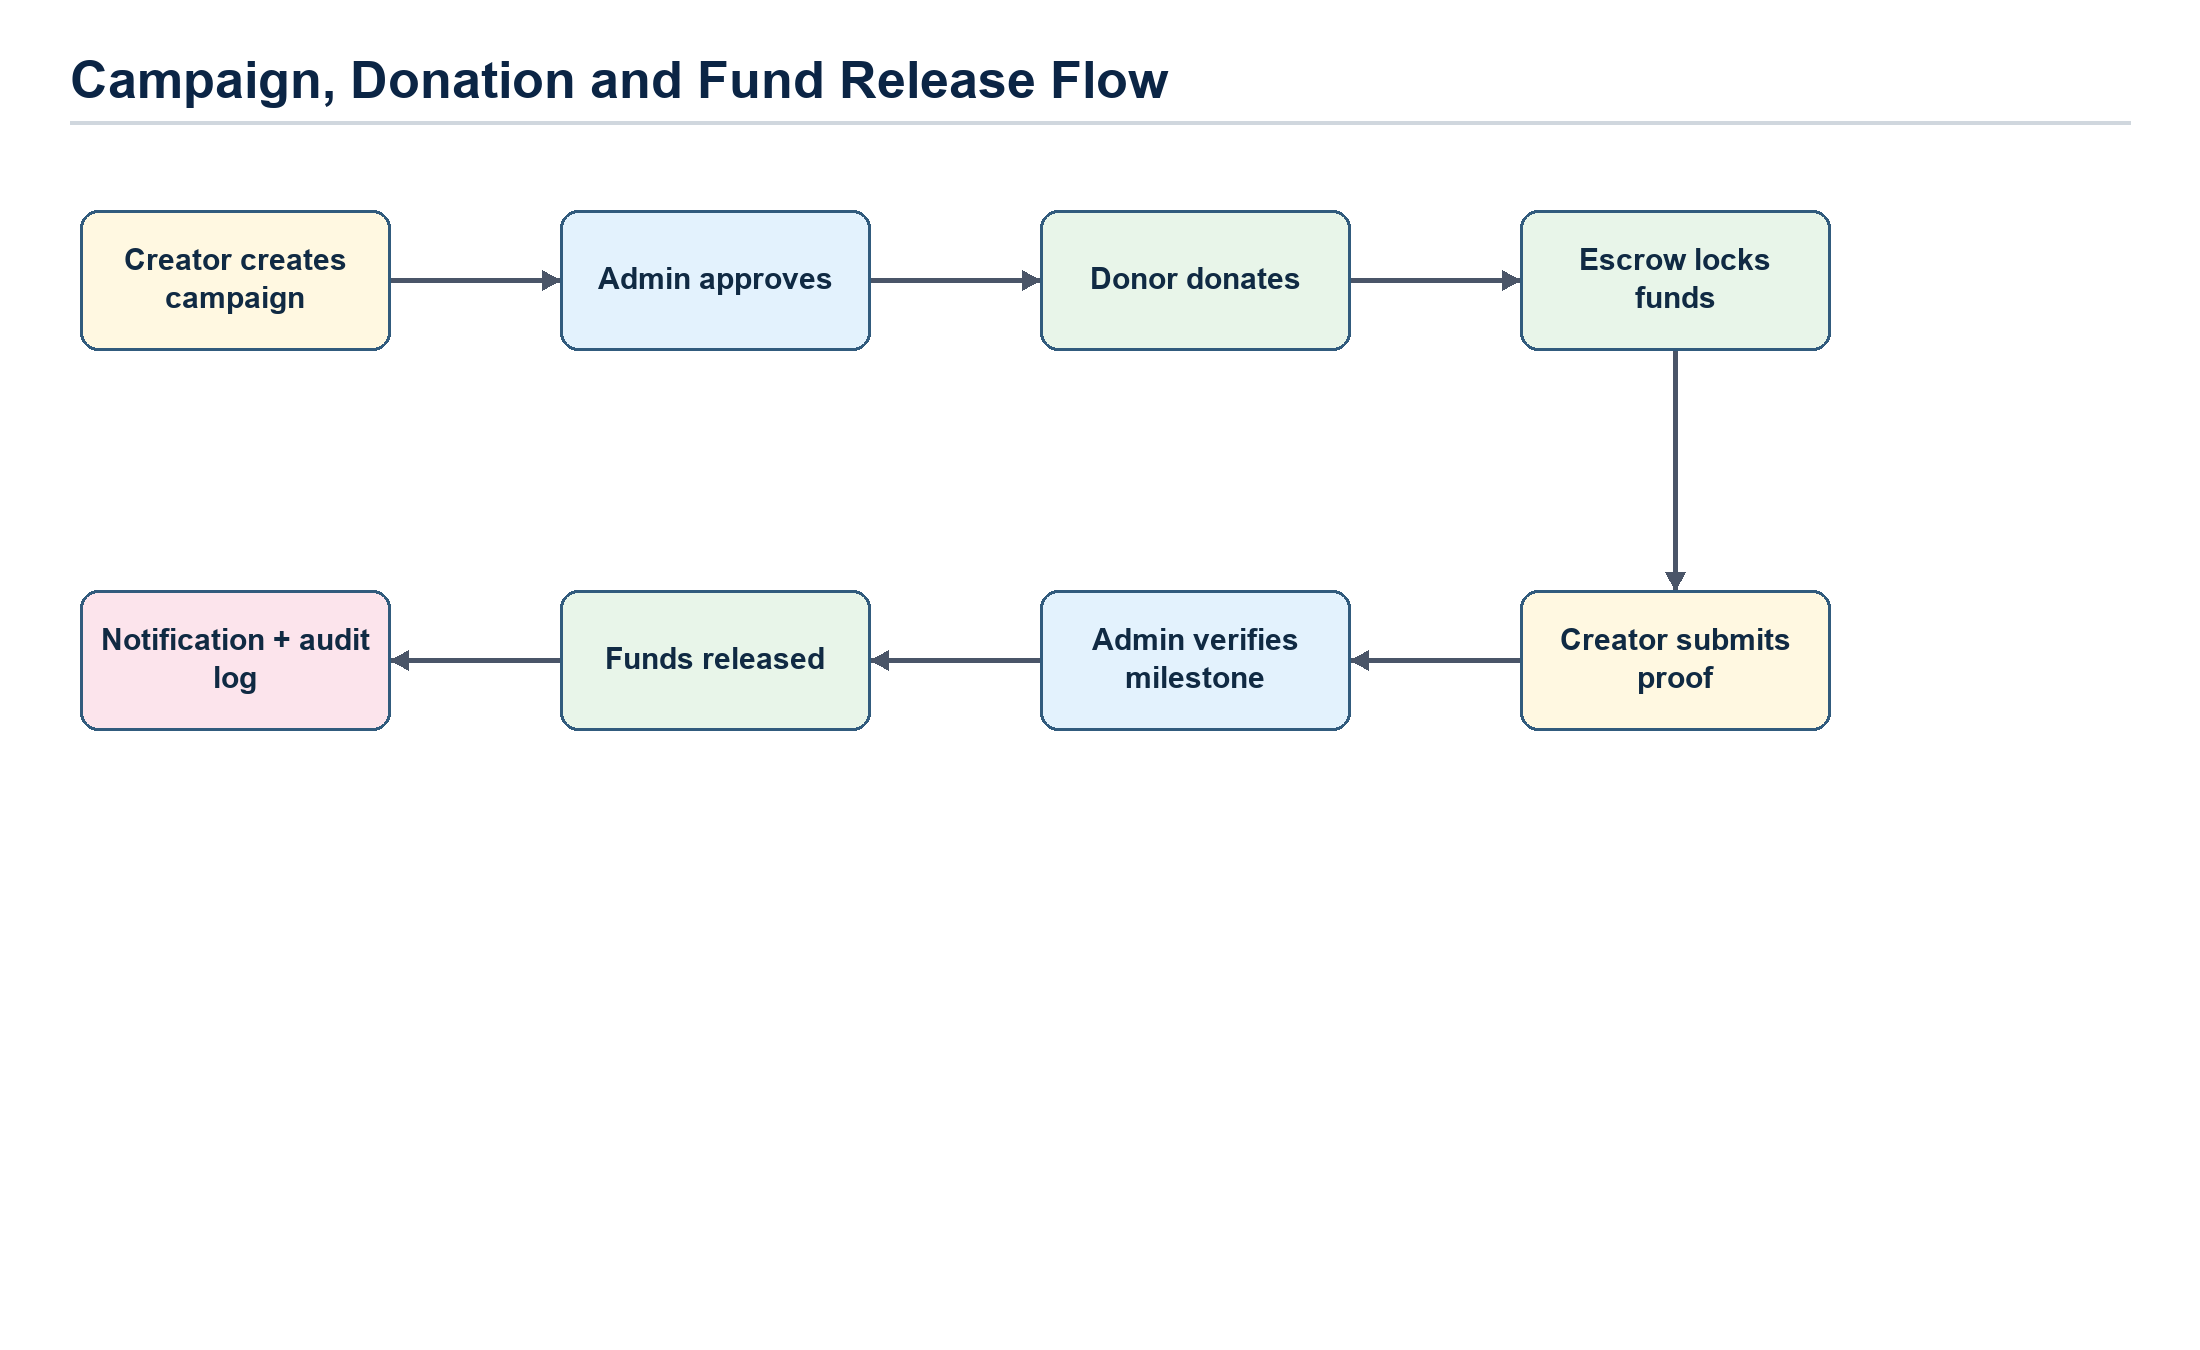 Campaign, Donation and Fund Release Flow
Creator creates
campaign
Admin approves
Donor donates
Escrow locks
funds
Creator submits
proof
Admin verifies
milestone
Funds released
Notification + audit
log